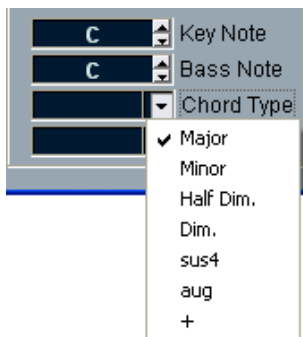 C Key Note
C Bass Note
Chord Type
Major
Minor
Half Dim.
Dim.
sus4
aug
+